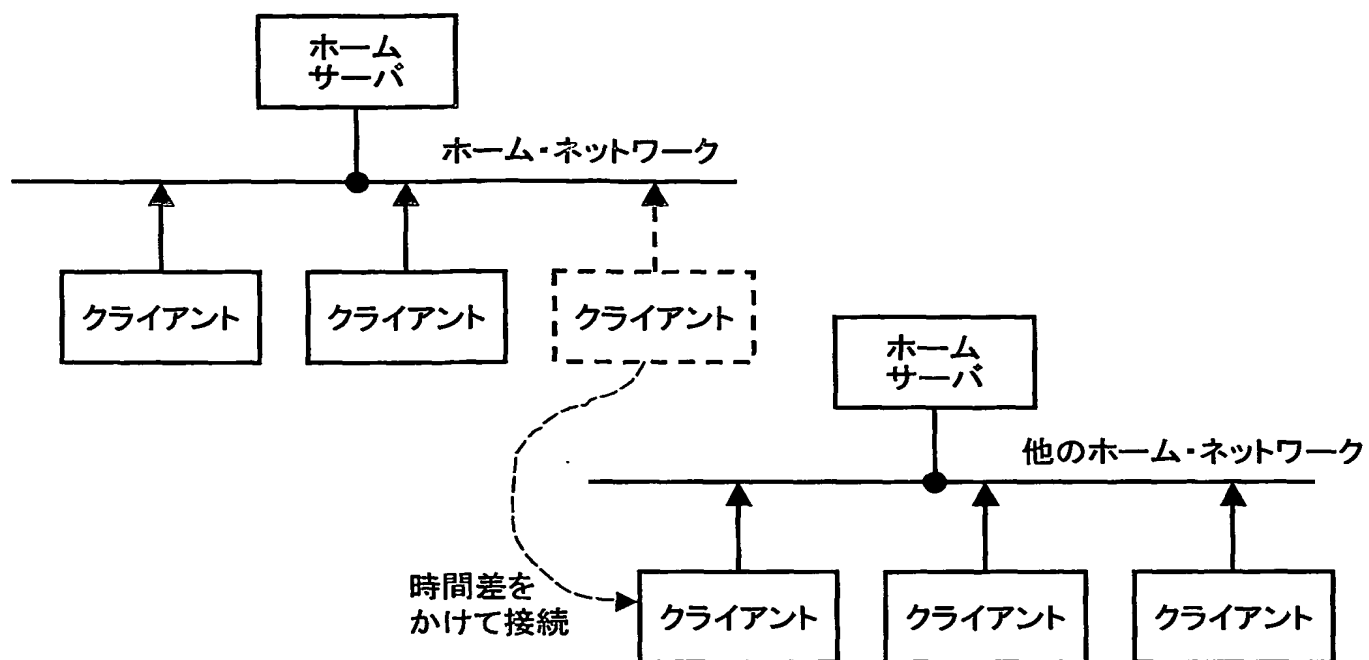 ホーム
サーバ
ホーム・ネットワーク
クライアント
クライアント
クライアント
ホーム
サーバ
他のホーム・ネットワーク
時間差を
かけて接続
クライアント
クライアント
クライアント